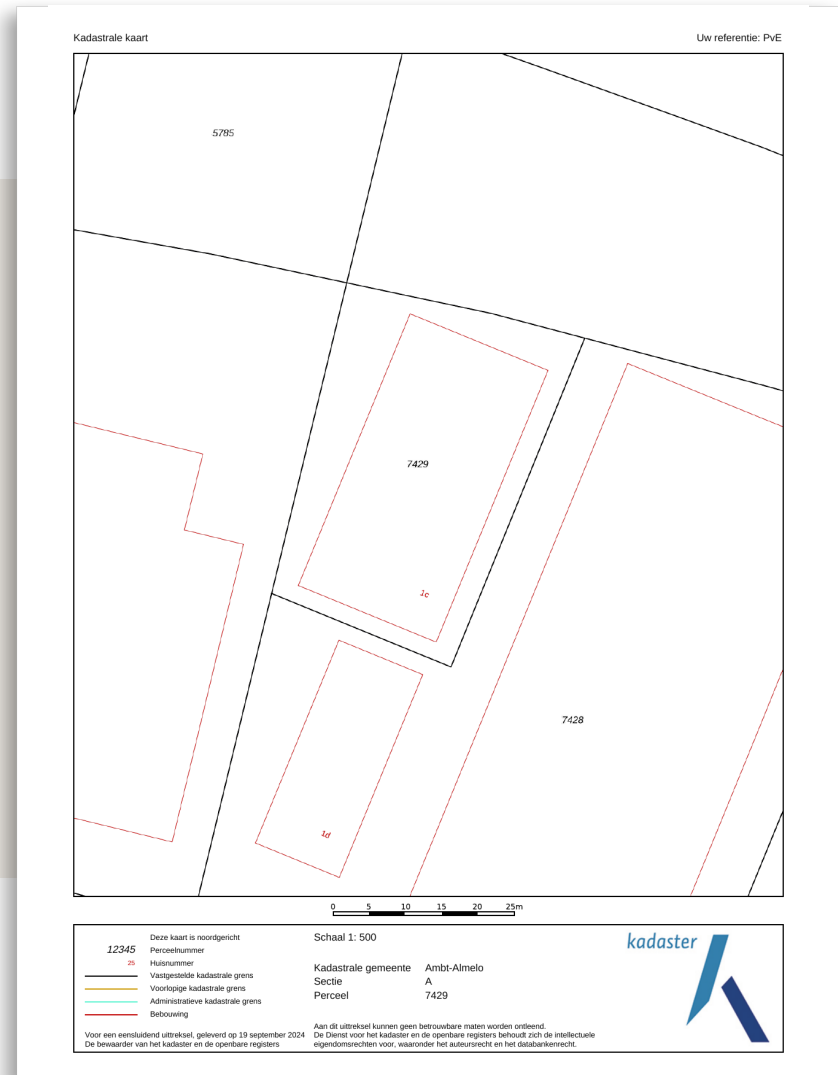 Kadastrale kaart
Uw referentie: PvE
5785
7429
1c
7428
1d
0 5 10 15 20 25m
Deze kaart is noordgericht
12345 Perceelnummer
25 Huisnummer
Vastgestelde kadastrale grens
Voorlopige kadastrale grens
Administratieve kadastrale grens
Bebouwing
Voor een eensluidend uittreksel, geleverd op 19 september 2024
De bewaarder van het kadaster en de openbare registers
Schaal 1: 500
Kadastrale gemeente Ambt-Almelo
Sectie A
Perceel 7429
Aan dit uittreksel kunnen geen betrouwbare maten worden ontleend.
De Dienst voor het kadaster en de openbare registers behoudt zich de intellectuele
eigendomsrechten voor, waaronder het auteursrecht en het databankenrecht.
kadaster